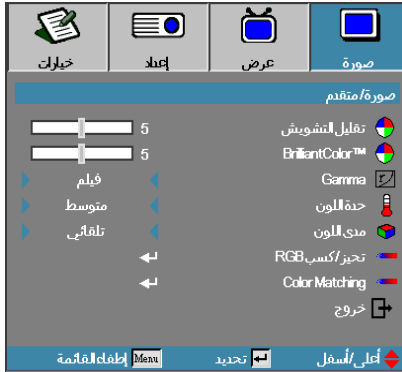 صورة عرض إعداد خيارات
صورة/متقدم
تقليل التشويش 5
BrilliantColor™ 5
Gamma فيلم
حدة اللون متوسط
مدى اللون تلقائي
تحيز/كسب RGB
Color Matching
خروج
أعلى/أسفل تحديد Menu إطفاء القائمة